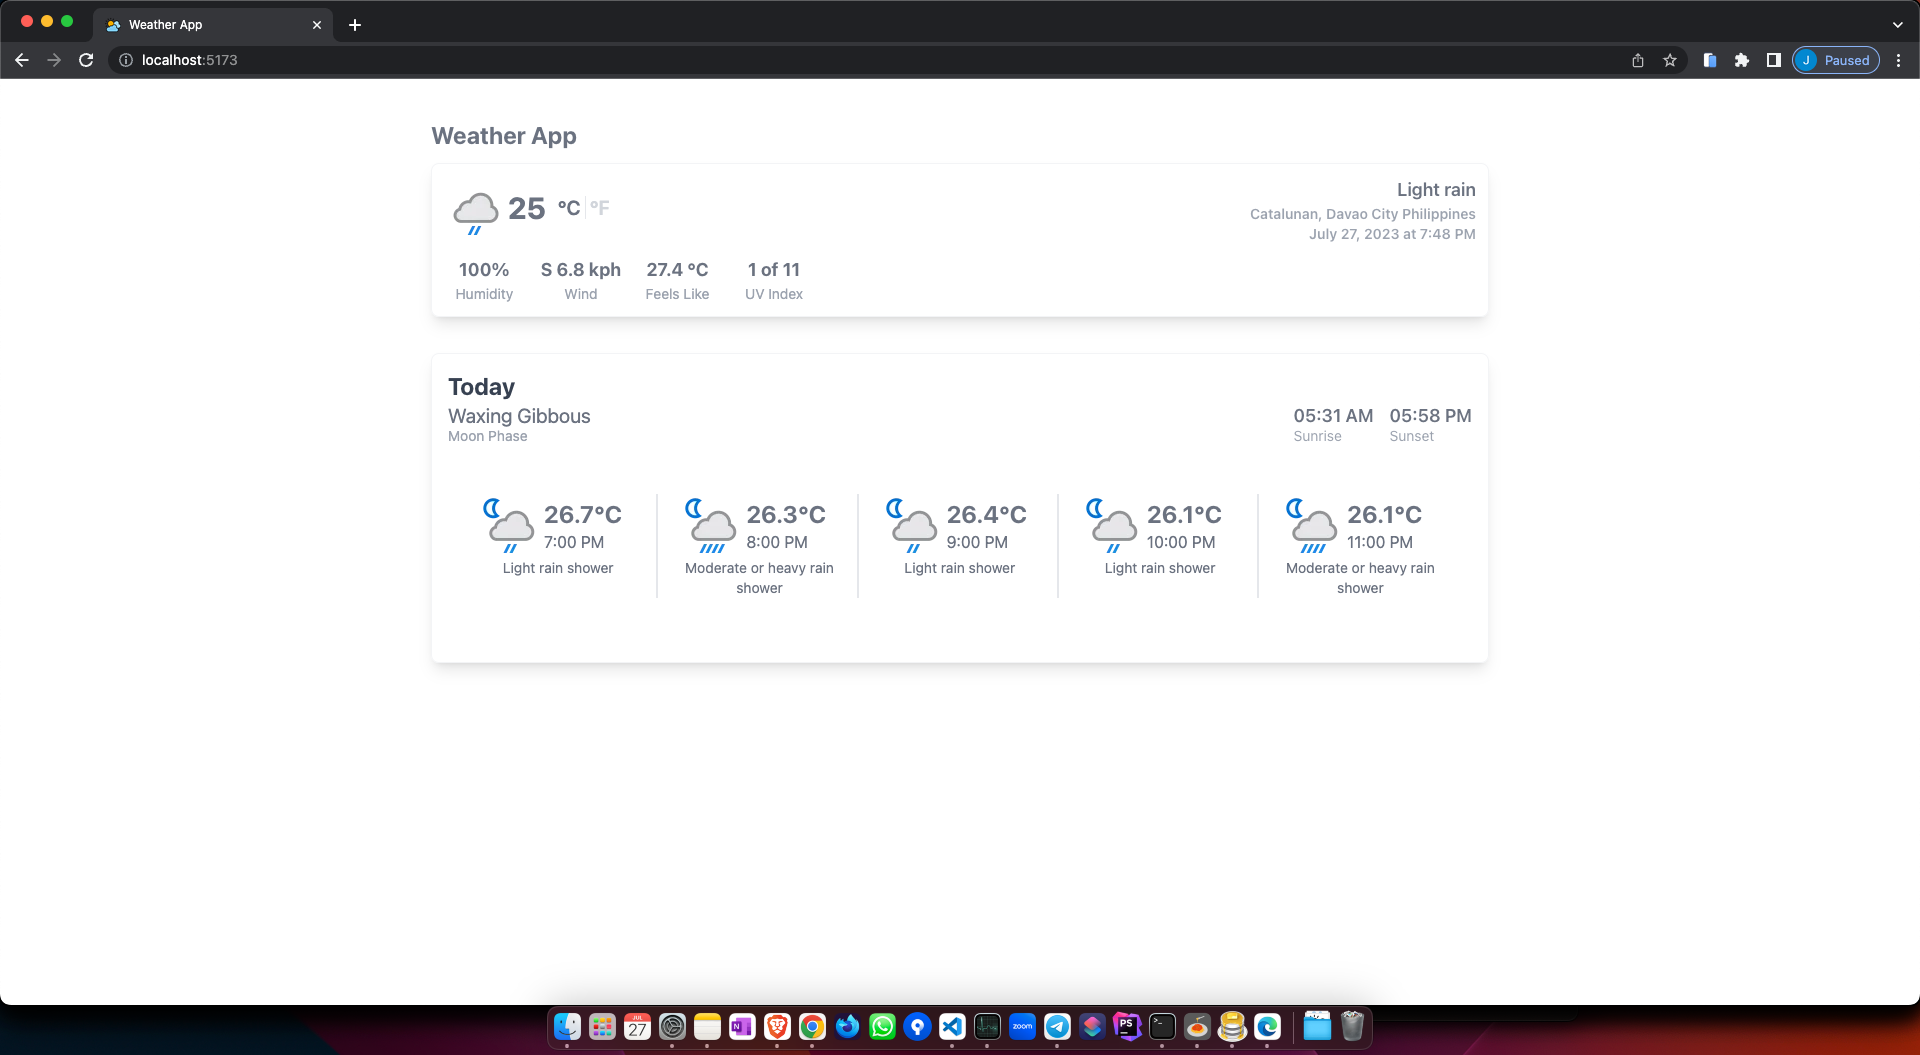 Weather App
localhost:5173
J Paused
Weather App
25 °C °F
Light rain
Catalunan, Davao City Philippines
July 27, 2023 at 7:48 PM
100% S 6.8 kph 27.4 °C 1 of 11
Humidity Wind Feels Like UV Index
Today
Waxing Gibbous
Moon Phase
05:31 AM 05:58 PM
Sunrise Sunset
26.7°C 26.3°C 26.4°C 26.1°C 26.1°C
7:00 PM 8:00 PM 9:00 PM 10:00 PM 11:00 PM
Light rain shower Moderate or heavy rain Light rain shower Light rain shower Moderate or heavy rain
shower shower
JUL
27
N
zoom
PS